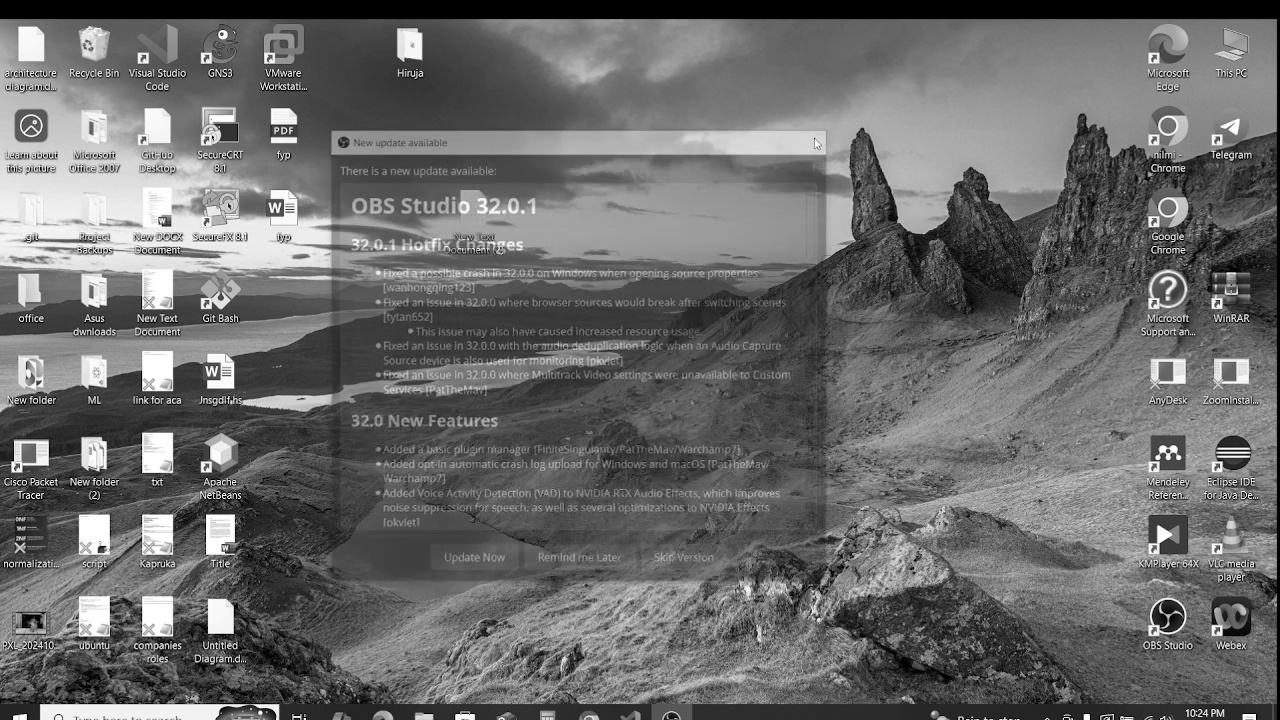 architecture
diagram.d...
Recycle Bin
Visual Studio
Code
GNS3
VMware
Workstati...
Hiruja
Microsoft
Edge
This PC
Learn about
this picture
Microsoft
Office 2007
GitHub
Desktop
SecureCRT
8.1
PDF
fyp
nilmi -
Chrome
Telegram
.git
Project
Backups
New DOCX
Document
SecureFX 8.1
fyp
Google
Chrome
office
Asus
dwnloads
New Text
Document
Git Bash
Microsoft
Support an...
WinRAR
New folder
ML
link for aca
AnyDesk
ZoomInstal...
Cisco Packet
Tracer
New folder
(2)
txt
Apache
NetBeans
Mendeley
Referen...
Eclipse IDE
for Java De...
normalizati...
script
Kapruka
Title
KMPlayer 64X
VLC media
player
PXL_202410...
ubuntu
companies
roles
Untitled
Diagram.d...
OBS Studio
Webex
New update available
There is a new update available:
OBS Studio 32.0.1
New Text
32.0.1 Hotfix Changes
Fixed a possible crash in 32.0.0 on Windows when opening source properties
[wanhongqing123]
Fixed an issue in 32.0.0 where browser sources would break after switching scenes
[tytan652]
This issue may also have caused increased resource usage
Fixed an issue in 32.0.0 with the audio deduplication logic when an Audio Capture
Source device is also used for monitoring [pkviet]
Fixed an issue in 32.0.0 where Multitrack Video settings were unavailable to Custom
Services [PatTheMav]
32.0 New Features
Added a basic plugin manager [FiniteSingularity/PatTheMav/Warchamp7]
Added opt-in automatic crash log upload for Windows and macOS [PatTheMav/
Warchamp7]
Added Voice Activity Detection (VAD) to NVIDIA RTX Audio Effects, which improves
noise suppression for speech, as well as several optimizations to NVIDIA Effects
[pkviet]
Update Now
Remind me Later
Skip Version
Type here to search
Rain to stop
10:24 PM